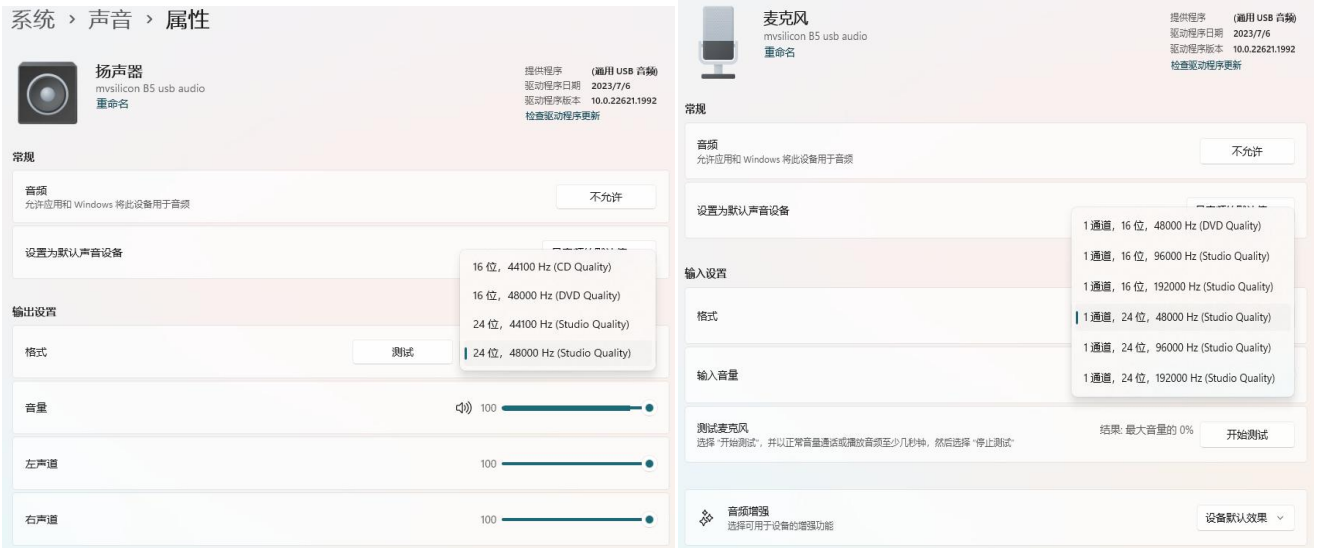 系统 › 声音 › 属性
扬声器
mvsilicon B5 usb audio
重命名
提供程序 (通用 USB 音频)
驱动程序日期 2023/7/6
驱动程序版本 10.0.22621.1992
检查驱动程序更新
常规
音频
允许应用和 Windows 将此设备用于音频
不允许
设置为默认声音设备
16 位，44100 Hz (CD Quality)
16 位，48000 Hz (DVD Quality)
24 位，44100 Hz (Studio Quality)
24 位，48000 Hz (Studio Quality)
输出设置
格式
测试
音量
100
左声道
100
右声道
100
麦克风
mvsilicon B5 usb audio
重命名
提供程序 (通用 USB 音频)
驱动程序日期 2023/7/6
驱动程序版本 10.0.22621.1992
检查驱动程序更新
常规
音频
允许应用和 Windows 将此设备用于音频
不允许
设置为默认声音设备
1 通道，16 位，48000 Hz (DVD Quality)
1 通道，16 位，96000 Hz (Studio Quality)
1 通道，16 位，192000 Hz (Studio Quality)
1 通道，24 位，48000 Hz (Studio Quality)
1 通道，24 位，96000 Hz (Studio Quality)
1 通道，24 位，192000 Hz (Studio Quality)
输入设置
格式
输入音量
测试麦克风
选择 "开始测试"，并以正常音量通话或播放音频至少几秒钟，然后选择 "停止测试"
结果: 最大音量的 0%
开始测试
音频增强
选择可用于设备的增强功能
设备默认效果